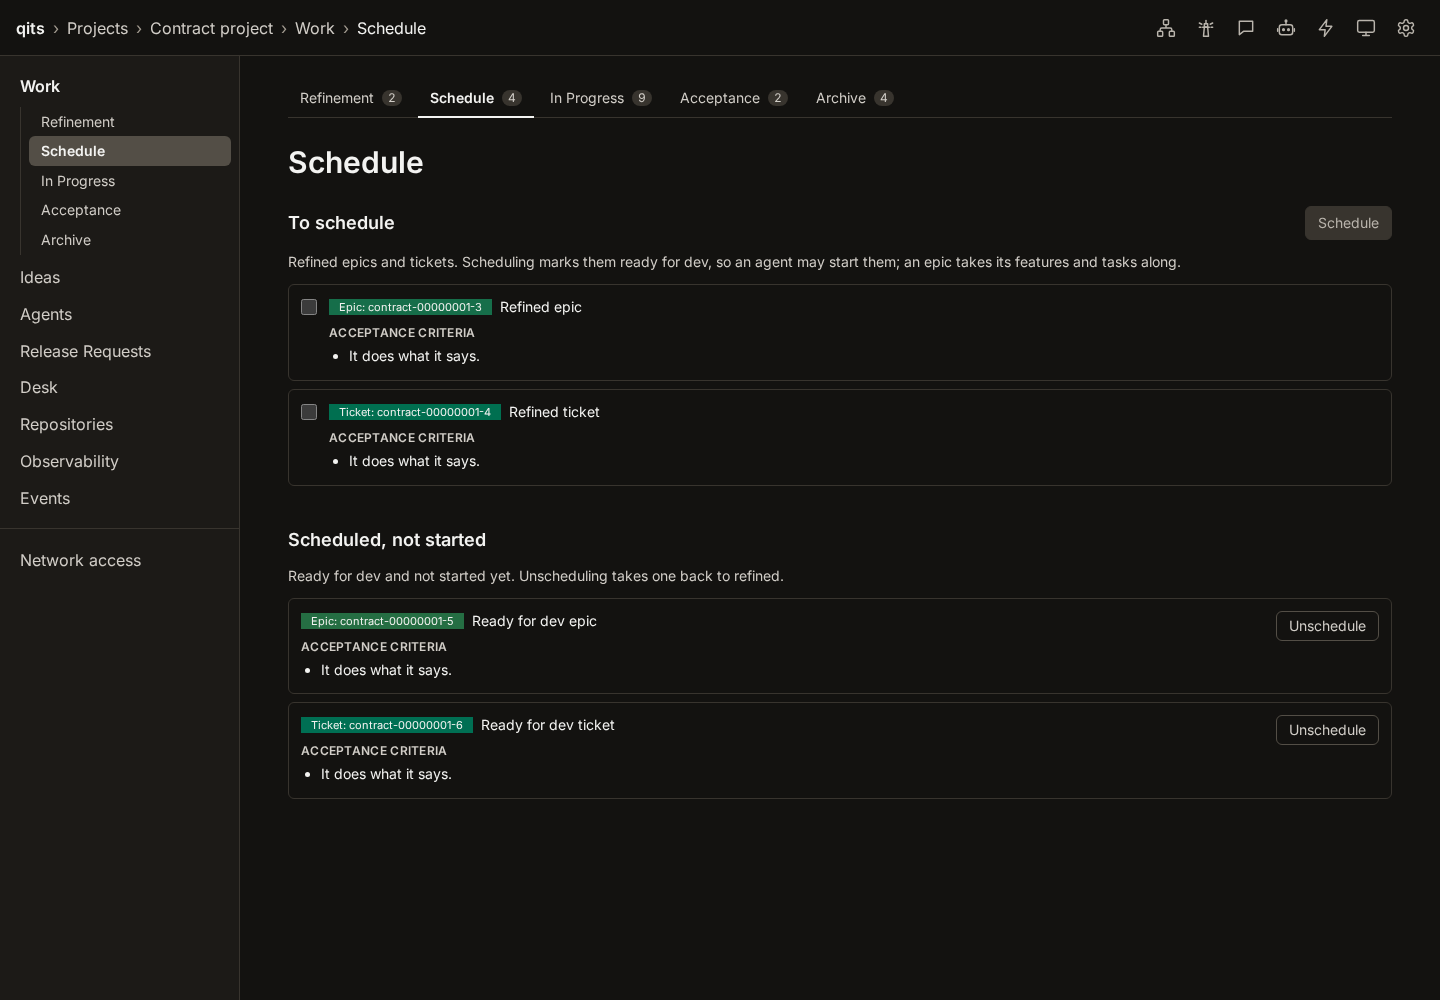 qits › Projects › Contract project › Work › Schedule
Work
Refinement
Schedule
In Progress
Acceptance
Archive
Ideas
Agents
Release Requests
Desk
Repositories
Observability
Events
Network access
Refinement 2 Schedule 4 In Progress 9 Acceptance 2 Archive 4
Schedule
To schedule
Schedule
Refined epics and tickets. Scheduling marks them ready for dev, so an agent may start them; an epic takes its features and tasks along.
Epic: contract-00000001-3 Refined epic
ACCEPTANCE CRITERIA
• It does what it says.
Ticket: contract-00000001-4 Refined ticket
ACCEPTANCE CRITERIA
• It does what it says.
Scheduled, not started
Ready for dev and not started yet. Unscheduling takes one back to refined.
Epic: contract-00000001-5 Ready for dev epic
Unschedule
ACCEPTANCE CRITERIA
• It does what it says.
Ticket: contract-00000001-6 Ready for dev ticket
Unschedule
ACCEPTANCE CRITERIA
• It does what it says.